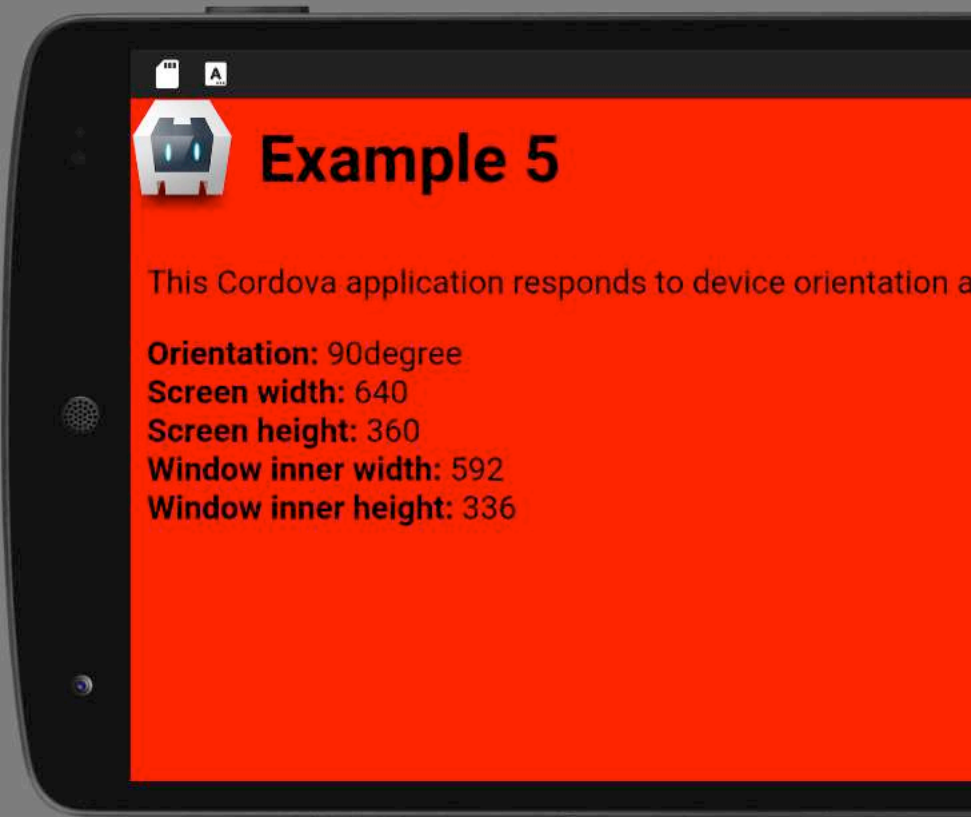 A
Example 5
This Cordova application responds to device orientation a
Orientation: 90degree
Screen width: 640
Screen height: 360
Window inner width: 592
Window inner height: 336